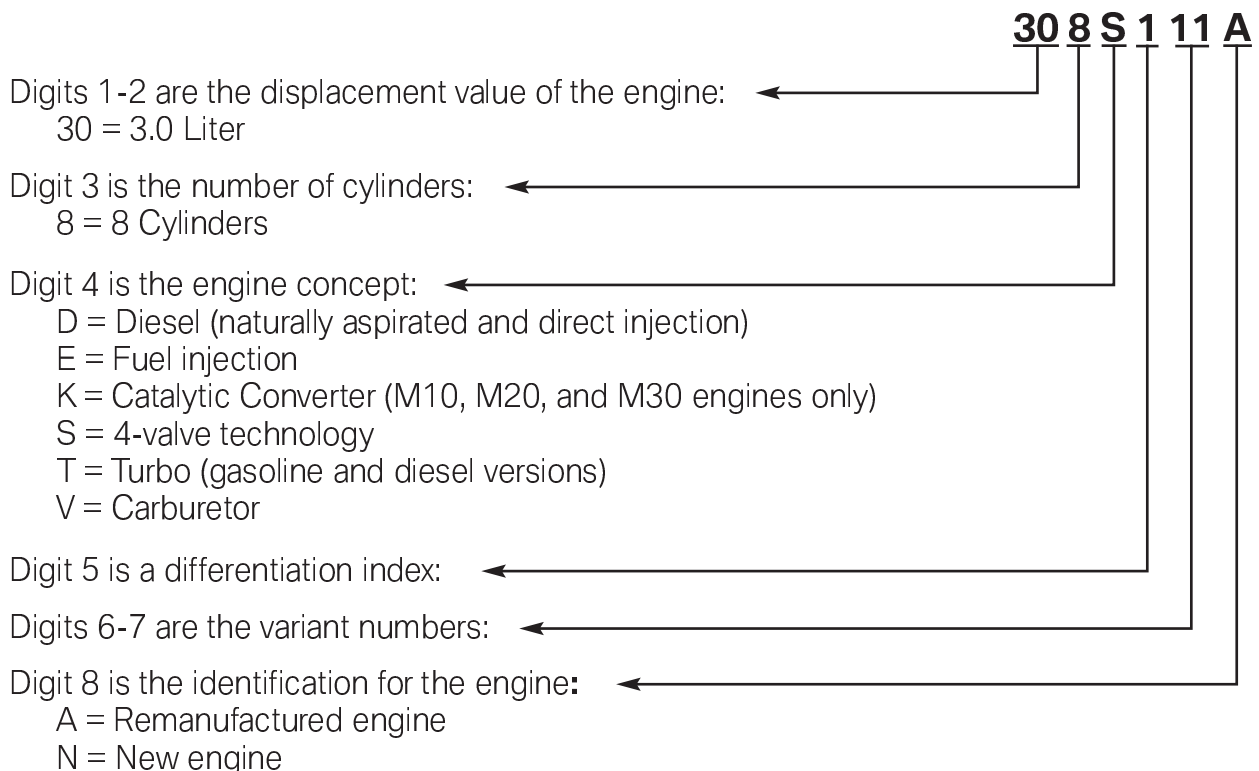 30 8 S 1 11 A
Digits 1-2 are the displacement value of the engine:
30 = 3.0 Liter
Digit 3 is the number of cylinders:
8 = 8 Cylinders
Digit 4 is the engine concept:
D = Diesel (naturally aspirated and direct injection)
E = Fuel injection
K = Catalytic Converter (M10, M20, and M30 engines only)
S = 4-valve technology
T = Turbo (gasoline and diesel versions)
V = Carburetor
Digit 5 is a differentiation index:
Digits 6-7 are the variant numbers:
Digit 8 is the identification for the engine:
A = Remanufactured engine
N = New engine